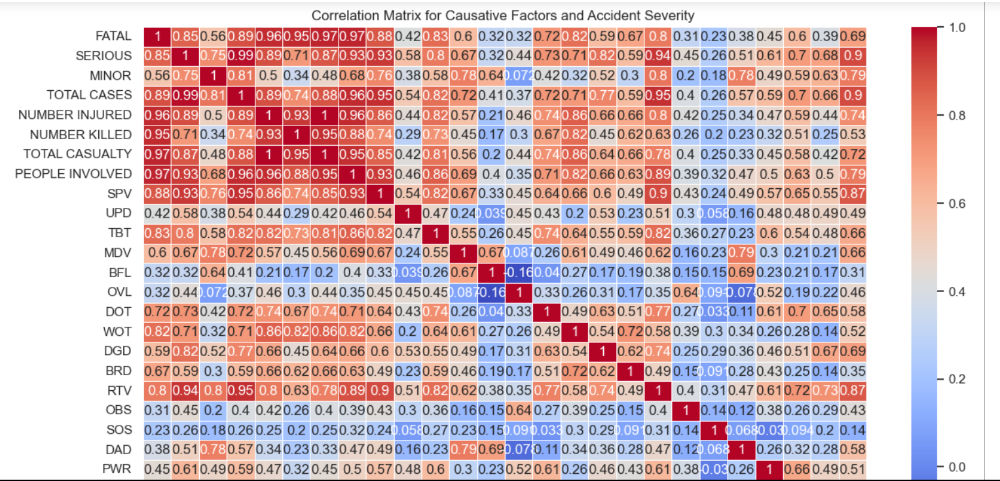 Correlation Matrix for Causative Factors and Accident Severity
FATAL 1 0.85 0.56 0.89 0.96 0.95 0.97 0.97 0.88 0.42 0.83 0.6 0.32 0.32 0.72 0.82 0.59 0.67 0.8 0.31 0.23 0.38 0.45 0.6 0.39 0.69 1.0
SERIOUS 0.85 1 0.75 0.99 0.89 0.71 0.87 0.93 0.93 0.58 0.8 0.67 0.32 0.44 0.73 0.71 0.82 0.59 0.94 0.45 0.26 0.51 0.61 0.7 0.68 0.9
MINOR 0.56 0.75 1 0.81 0.5 0.34 0.48 0.68 0.76 0.38 0.58 0.78 0.64 0.072 0.42 0.32 0.52 0.3 0.8 0.2 0.18 0.78 0.49 0.59 0.63 0.79
TOTAL CASES 0.89 0.99 0.81 1 0.89 0.74 0.88 0.96 0.95 0.54 0.82 0.72 0.41 0.37 0.72 0.71 0.77 0.59 0.95 0.4 0.26 0.57 0.59 0.7 0.66 0.9
NUMBER INJURED 0.96 0.89 0.5 0.89 1 0.93 1 0.96 0.86 0.44 0.82 0.57 0.21 0.46 0.74 0.86 0.66 0.66 0.8 0.42 0.25 0.34 0.47 0.59 0.44 0.74 0.8
NUMBER KILLED 0.95 0.71 0.34 0.74 0.93 1 0.95 0.88 0.74 0.29 0.73 0.45 0.17 0.3 0.67 0.82 0.45 0.62 0.63 0.26 0.2 0.23 0.32 0.51 0.25 0.53
TOTAL CASUALTY 0.97 0.87 0.48 0.88 1 0.95 1 0.95 0.85 0.42 0.81 0.56 0.2 0.44 0.74 0.86 0.64 0.66 0.78 0.4 0.25 0.33 0.45 0.58 0.42 0.72
PEOPLE INVOLVED 0.97 0.93 0.68 0.96 0.96 0.88 0.95 1 0.93 0.46 0.86 0.69 0.4 0.35 0.71 0.82 0.66 0.63 0.89 0.39 0.32 0.47 0.5 0.63 0.5 0.79
SPV 0.88 0.93 0.76 0.95 0.86 0.74 0.85 0.93 1 0.54 0.82 0.67 0.33 0.45 0.64 0.66 0.6 0.49 0.9 0.43 0.24 0.49 0.57 0.65 0.55 0.87 0.6
UPD 0.42 0.58 0.38 0.54 0.44 0.29 0.42 0.46 0.54 1 0.47 0.24 0.039 0.45 0.43 0.2 0.53 0.23 0.51 0.3 0.058 0.16 0.48 0.48 0.49 0.49
TBT 0.83 0.8 0.58 0.82 0.82 0.73 0.81 0.86 0.82 0.47 1 0.55 0.26 0.45 0.74 0.64 0.55 0.59 0.82 0.36 0.27 0.23 0.6 0.54 0.48 0.66
MDV 0.6 0.67 0.78 0.72 0.57 0.45 0.56 0.69 0.67 0.24 0.55 1 0.67 0.087 0.26 0.61 0.49 0.46 0.62 0.16 0.23 0.79 0.3 0.21 0.21 0.66
BFL 0.32 0.32 0.64 0.41 0.21 0.17 0.2 0.4 0.33 0.039 0.26 0.67 1 -0.16 0.04 0.27 0.17 0.19 0.38 0.15 0.15 0.69 0.23 0.21 0.17 0.31
OVL 0.32 0.44 0.072 0.37 0.46 0.3 0.44 0.35 0.45 0.45 0.45 0.087 -0.16 1 0.33 0.26 0.31 0.17 0.35 0.64 0.52 0.19 0.22 0.46 0.4
DOT 0.72 0.73 0.42 0.72 0.74 0.67 0.74 0.71 0.64 0.43 0.74 0.26 0.04 0.33 1 0.49 0.63 0.51 0.77 0.27 0.033 0.11 0.61 0.7 0.65 0.58
WOT 0.82 0.71 0.32 0.71 0.86 0.82 0.86 0.82 0.66 0.2 0.64 0.61 0.27 0.26 0.49 1 0.54 0.72 0.58 0.39 0.3 0.34 0.26 0.28 0.14 0.52
DGD 0.59 0.82 0.52 0.77 0.66 0.45 0.64 0.66 0.6 0.53 0.55 0.49 0.17 0.31 0.63 0.54 1 0.62 0.74 0.25 0.29 0.36 0.46 0.51 0.67 0.69
BRD 0.67 0.59 0.3 0.59 0.66 0.62 0.66 0.63 0.49 0.23 0.59 0.46 0.19 0.17 0.51 0.72 0.62 1 0.49 0.15 0.091 0.28 0.43 0.25 0.14 0.35 0.2
RTV 0.8 0.94 0.8 0.95 0.8 0.63 0.78 0.89 0.9 0.51 0.82 0.62 0.38 0.35 0.77 0.58 0.74 0.49 1 0.4 0.31 0.47 0.61 0.72 0.73 0.87
OBS 0.31 0.45 0.2 0.4 0.42 0.26 0.4 0.39 0.43 0.3 0.36 0.16 0.15 0.64 0.27 0.39 0.25 0.15 0.4 1 0.14 0.12 0.38 0.26 0.29 0.43
SOS 0.23 0.26 0.18 0.26 0.25 0.2 0.25 0.32 0.24 0.058 0.27 0.23 0.15 0.033 0.3 0.29 0.091 0.31 0.14 1 0.068 0.094 0.2 0.14
DAD 0.38 0.51 0.78 0.57 0.34 0.23 0.33 0.47 0.49 0.16 0.23 0.79 0.69 0.11 0.34 0.36 0.28 0.47 0.12 0.068 1 0.26 0.32 0.28 0.58
PWR 0.45 0.61 0.49 0.59 0.47 0.32 0.45 0.5 0.57 0.48 0.6 0.3 0.23 0.52 0.61 0.26 0.46 0.43 0.61 0.38 -0.03 0.26 1 0.66 0.49 0.51 0.0